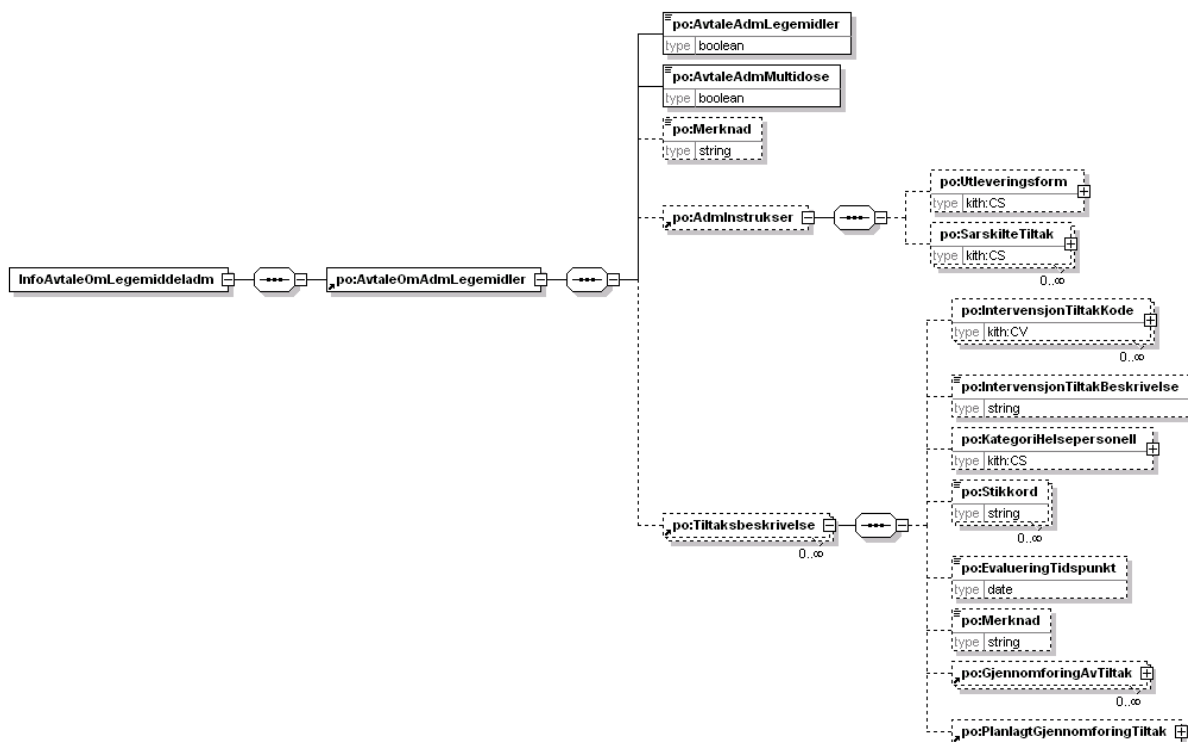 po:AvtaleAdmLegemidler
type boolean
po:AvtaleAdmMultidose
type boolean
po:Merknad
type string
po:AdmInstrukser
po:Utleveringsform
type kith:CS
po:SarskilteTiltak
type kith:CS
0..∞
InfoAvtaleOmLegemiddeladm
po:AvtaleOmAdmLegemidler
po:Tiltaksbeskrivelse
0..∞
po:IntervensjonTiltakKode
type kith:CV
0..∞
po:IntervensjonTiltakBeskrivelse
type string
po:KategoriHelsepersonell
type kith:CS
po:Stikkord
type string
0..∞
po:EvalueringTidspunkt
type date
po:Merknad
type string
po:GjennomforingAvTiltak
0..∞
po:PlanlagtGjennomforingTiltak